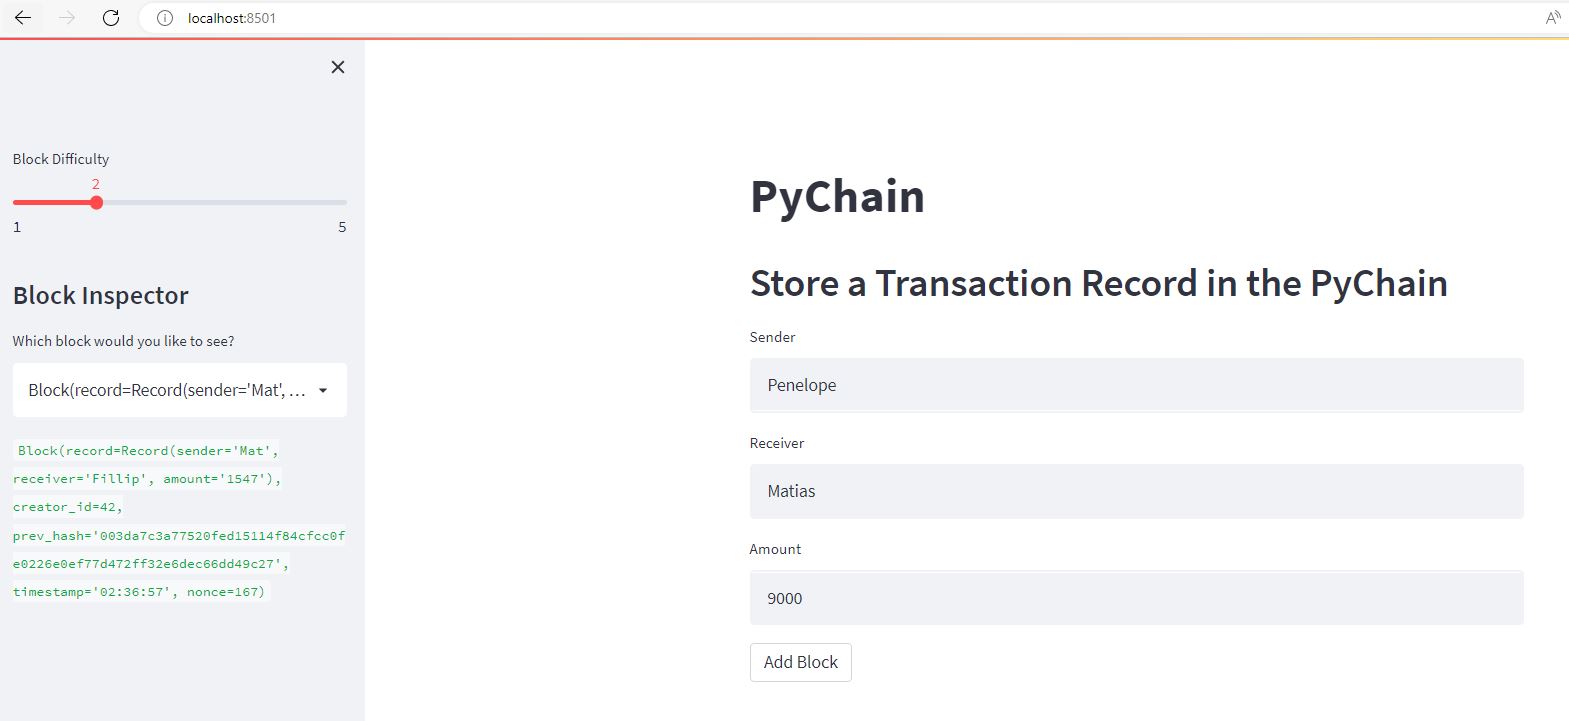 localhost:8501
Block Difficulty
2
1
5
Block Inspector
Which block would you like to see?
Block(record=Record(sender='Mat', ...
Block(record=Record(sender='Mat',
receiver='Fillip', amount='1547'),
creator_id=42,
prev_hash='003da7c3a77520fed15114f84cfcc0f
e0226e0ef77d472ff32e6dec66dd49c27',
timestamp='02:36:57', nonce=167)
PyChain
Store a Transaction Record in the PyChain
Sender
Penelope
Receiver
Matias
Amount
9000
Add Block